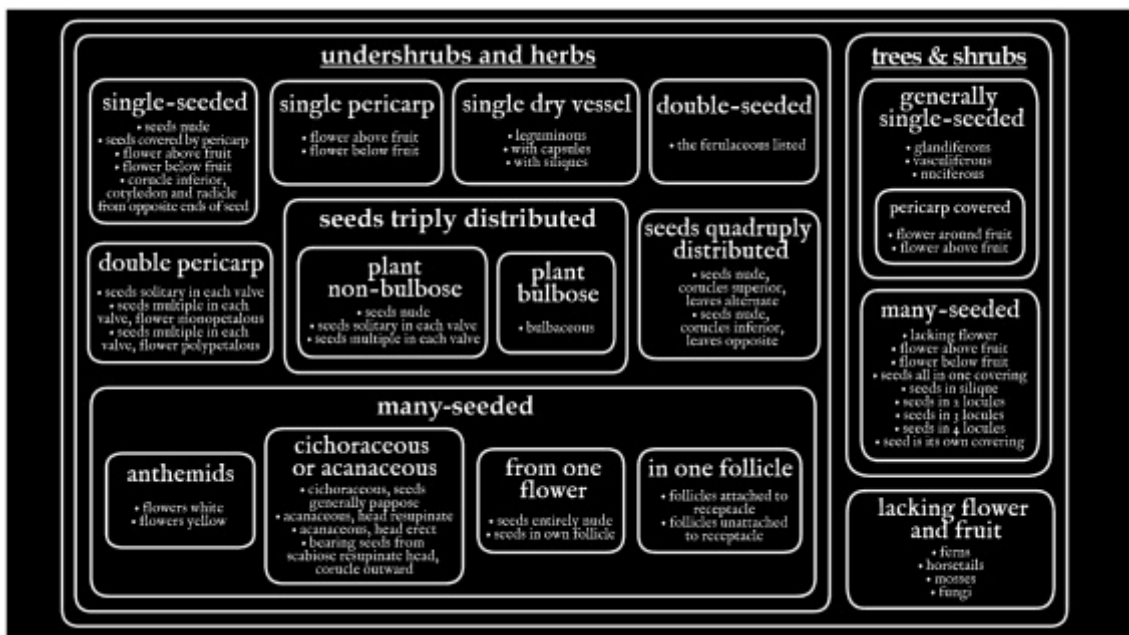 undershrubs and herbs
single-seeded
• seeds nude
• seeds covered by pericarp
• flower above fruit
• flower below fruit
• corucle inferior,
cotyledon and radicle
from opposite ends of seed
single pericarp
• flower above fruit
• flower below fruit
single dry vessel
• leguminous
• with capsules
• with siliques
double-seeded
• the ferulaceous listed
double pericarp
• seeds solitary in each valve
• seeds multiple in each
valve, flower monopetalous
• seeds multiple in each
valve, flower polypetalous
seeds triply distributed
plant
non-bulbose
• seeds nude
• seeds solitary in each valve
• seeds multiple in each valve
plant
bulbose
• bulbaceous
seeds quadruply
distributed
• seeds nude,
corucles superior,
leaves alternate
• seeds nude,
corucles inferior,
leaves opposite
many-seeded
anthemids
• flowers white
• flowers yellow
cichoraceous
or acanaceous
• cichoraceous, seeds
generally pappose
• acanaceous, head resupinate
• acanaceous, head erect
• bearing seeds from
scabiose resupinate head,
corucle outward
from one
flower
• seeds entirely nude
• seeds in own follicle
in one follicle
• follicles attached to
receptacle
• follicles unattached
to receptacle
trees & shrubs
generally
single-seeded
• glandiferous
• vasculiferous
• nuciferous
pericarp covered
• flower around fruit
• flower above fruit
many-seeded
• lacking flower
• flower above fruit
• flower below fruit
• seeds all in one covering
• seeds in silique
• seeds in 2 locules
• seeds in 3 locules
• seeds in 4 locules
• seed is its own covering
lacking flower
and fruit
• ferns
• horsetails
• mosses
• fungi